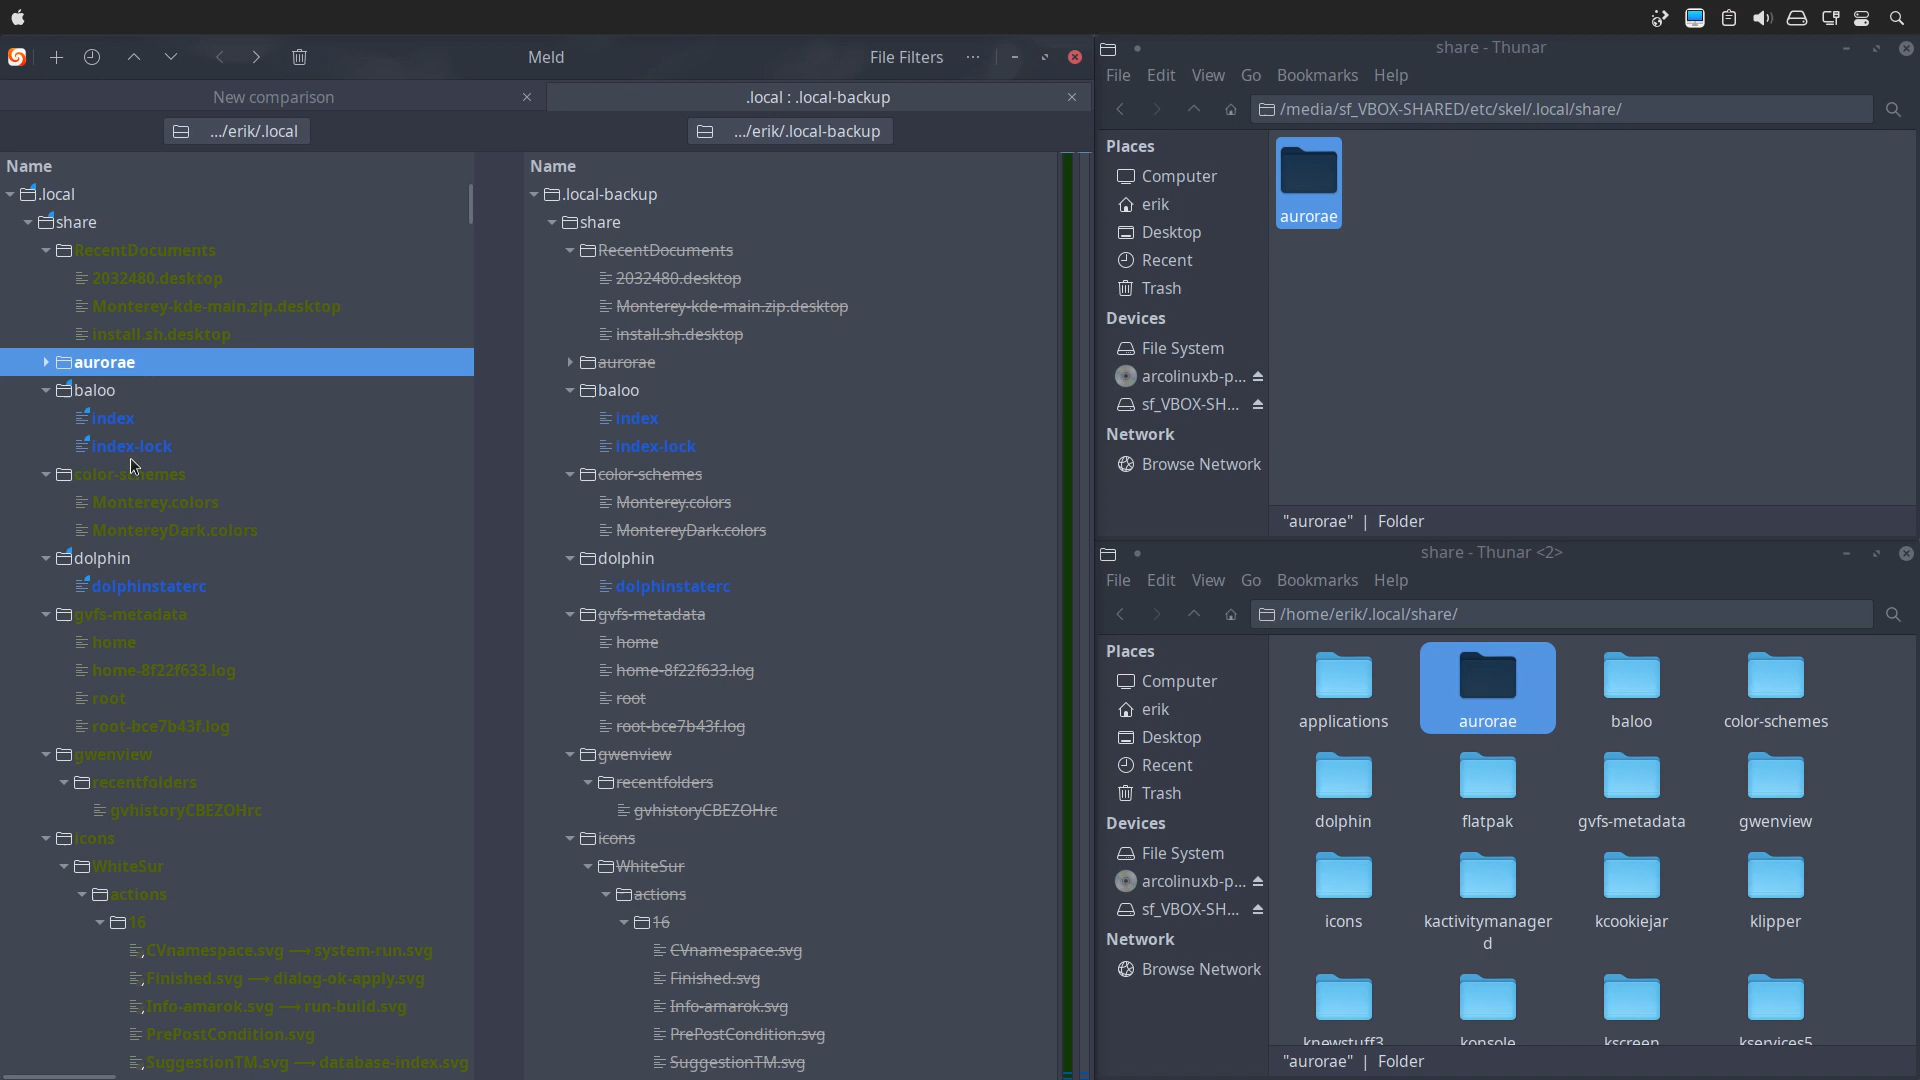 Meld
File Filters
New comparison
.local : .local-backup
.../erik/.local
.../erik/.local-backup
Name
.local
share
RecentDocuments
2032480.desktop
Monterey-kde-main.zip.desktop
install.sh.desktop
aurorae
baloo
index
index-lock
color-schemes
Monterey.colors
MontereyDark.colors
dolphin
dolphinstaterc
gvfs-metadata
home
home-8f22f633.log
root
root-bce7b43f.log
gwenview
recentfolders
gvhistoryCBEZOHrc
icons
WhiteSur
actions
16
CVnamespace.svg ⟶ system-run.svg
Finished.svg ⟶ dialog-ok-apply.svg
Info-amarok.svg ⟶ run-build.svg
PrePostCondition.svg
SuggestionTM.svg ⟶ database-index.svg
Name
.local-backup
share
RecentDocuments
2032480.desktop
Monterey-kde-main.zip.desktop
install.sh.desktop
aurorae
baloo
index
index-lock
color-schemes
Monterey.colors
MontereyDark.colors
dolphin
dolphinstaterc
gvfs-metadata
home
home-8f22f633.log
root
root-bce7b43f.log
gwenview
recentfolders
gvhistoryCBEZOHrc
icons
WhiteSur
actions
16
CVnamespace.svg
Finished.svg
Info-amarok.svg
PrePostCondition.svg
SuggestionTM.svg
share - Thunar
File Edit View Go Bookmarks Help
/media/sf_VBOX-SHARED/etc/skel/.local/share/
Places
Computer
erik
Desktop
Recent
Trash
Devices
File System
arcolinuxb-p...
sf_VBOX-SH...
Network
Browse Network
aurorae
"aurorae" | Folder
share - Thunar <2>
File Edit View Go Bookmarks Help
/home/erik/.local/share/
Places
Computer
erik
Desktop
Recent
Trash
Devices
File System
arcolinuxb-p...
sf_VBOX-SH...
Network
Browse Network
applications aurorae baloo color-schemes
dolphin flatpak gvfs-metadata gwenview
icons kactivitymanager kcookiejar klipper
d
knewstuff3 konsole kscreen kservices5
"aurorae" | Folder